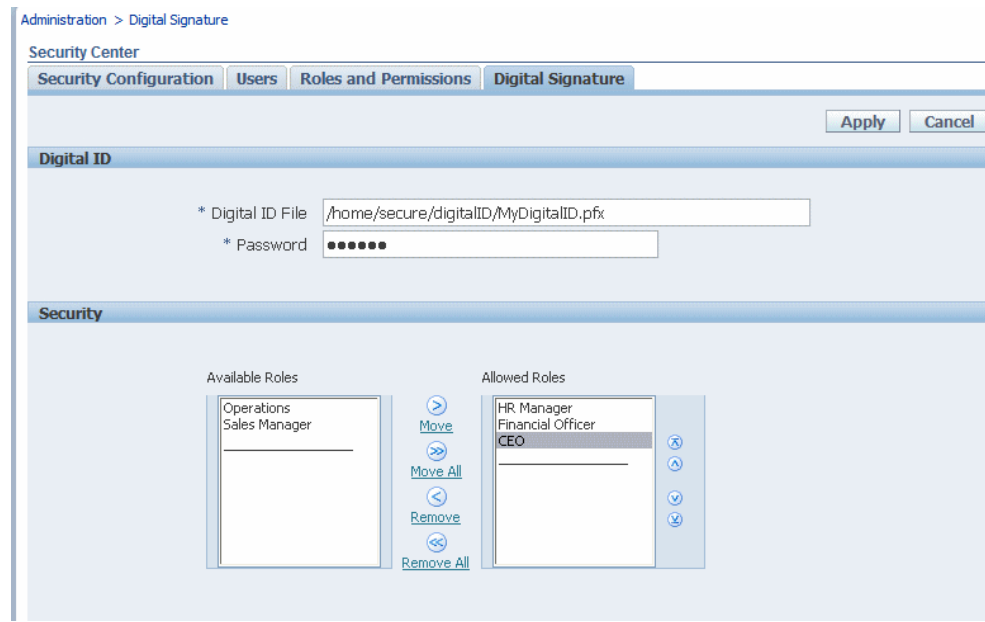 Administration > Digital Signature
Security Center
Security Configuration Users Roles and Permissions Digital Signature
Apply Cancel
Digital ID
* Digital ID File /home/secure/digitalID/MyDigitalID.pfx
* Password ●●●●●●
Security
Available Roles Allowed Roles
Operations
Sales Manager
Move
Move All
Remove
Remove All
HR Manager
Financial Officer
CEO